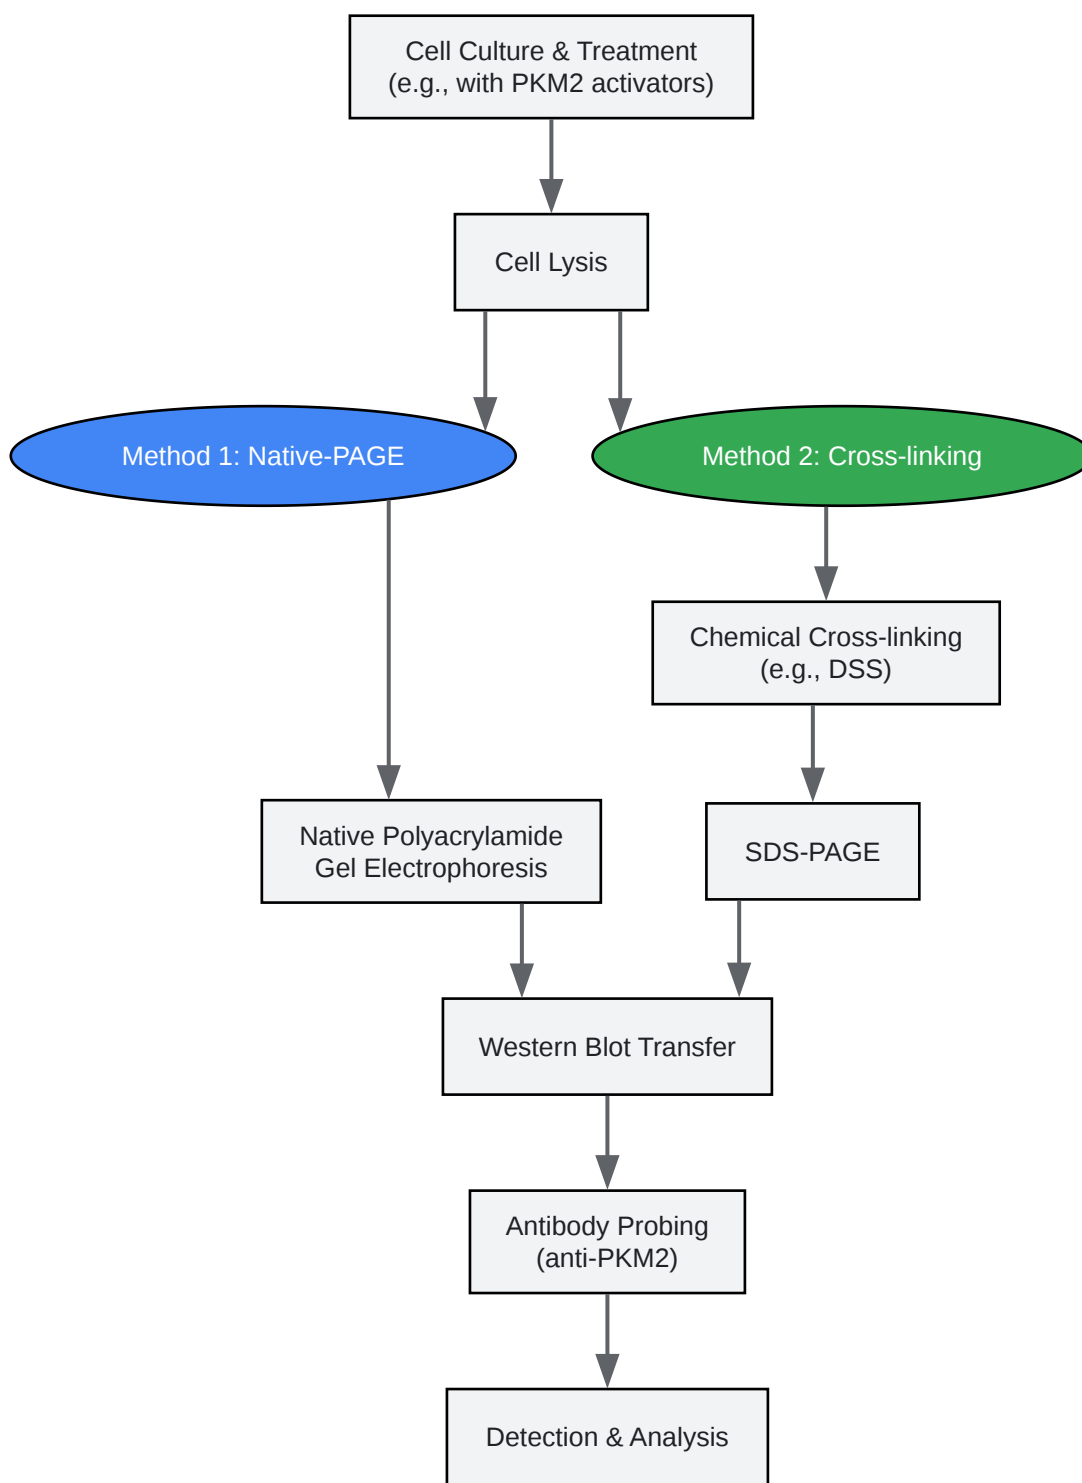 Cell Culture & Treatment
(e.g., with PKM2 activators)
Cell Lysis
Method 1: Native-PAGE
Method 2: Cross-linking
Chemical Cross-linking
(e.g., DSS)
Native Polyacrylamide
Gel Electrophoresis
SDS-PAGE
Western Blot Transfer
Antibody Probing
(anti-PKM2)
Detection & Analysis